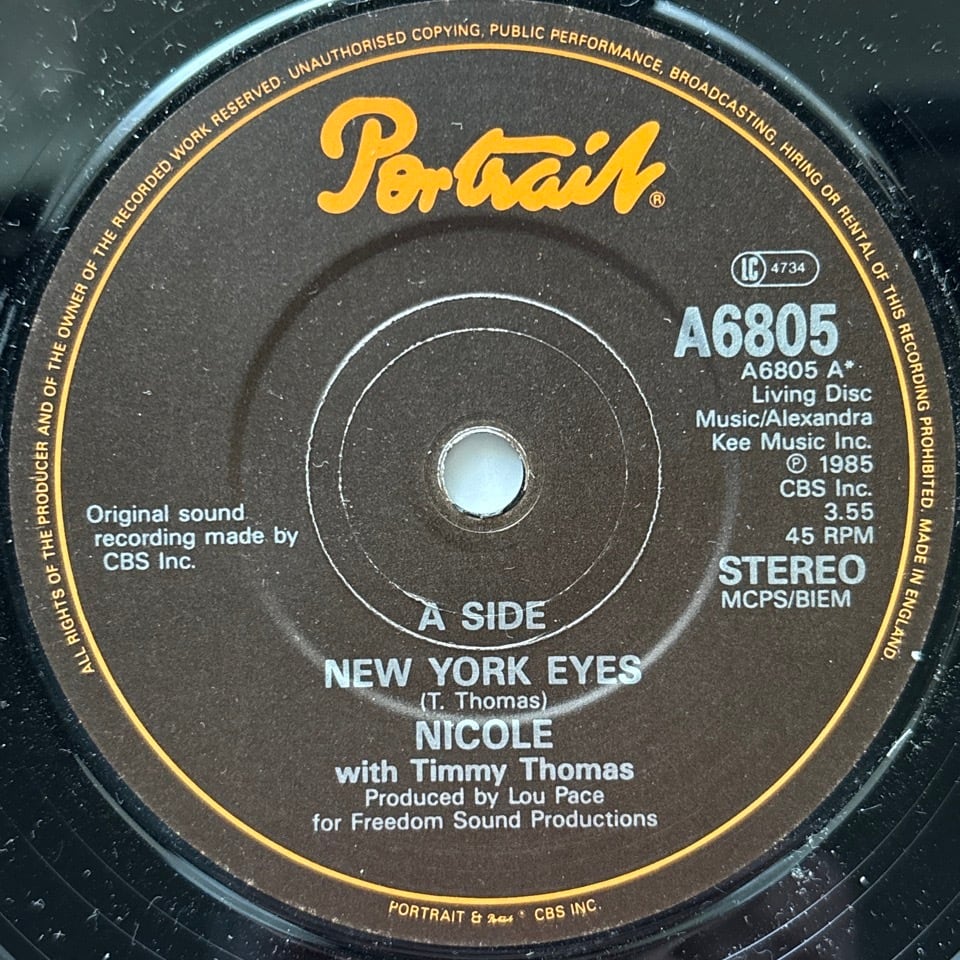 ALL RIGHTS OF THE PRODUCER AND OF THE OWNER OF THE RECORDED WORK RESERVED. UNAUTHORISED COPYING, PUBLIC PERFORMANCE, BROADCASTING, HIRING OR RENTAL OF THIS RECORDING PROHIBITED. MADE IN ENGLAND.
Portrait®
LC 4734
A6805
A6805 A*
Living Disc
Music/Alexandra
Kee Music Inc.
℗ 1985
CBS Inc.
3.55
45 RPM
STEREO
MCPS/BIEM
Original sound
recording made by
CBS Inc.
A SIDE
NEW YORK EYES
(T. Thomas)
NICOLE
with Timmy Thomas
Produced by Lou Pace
for Freedom Sound Productions
PORTRAIT & CBS INC.